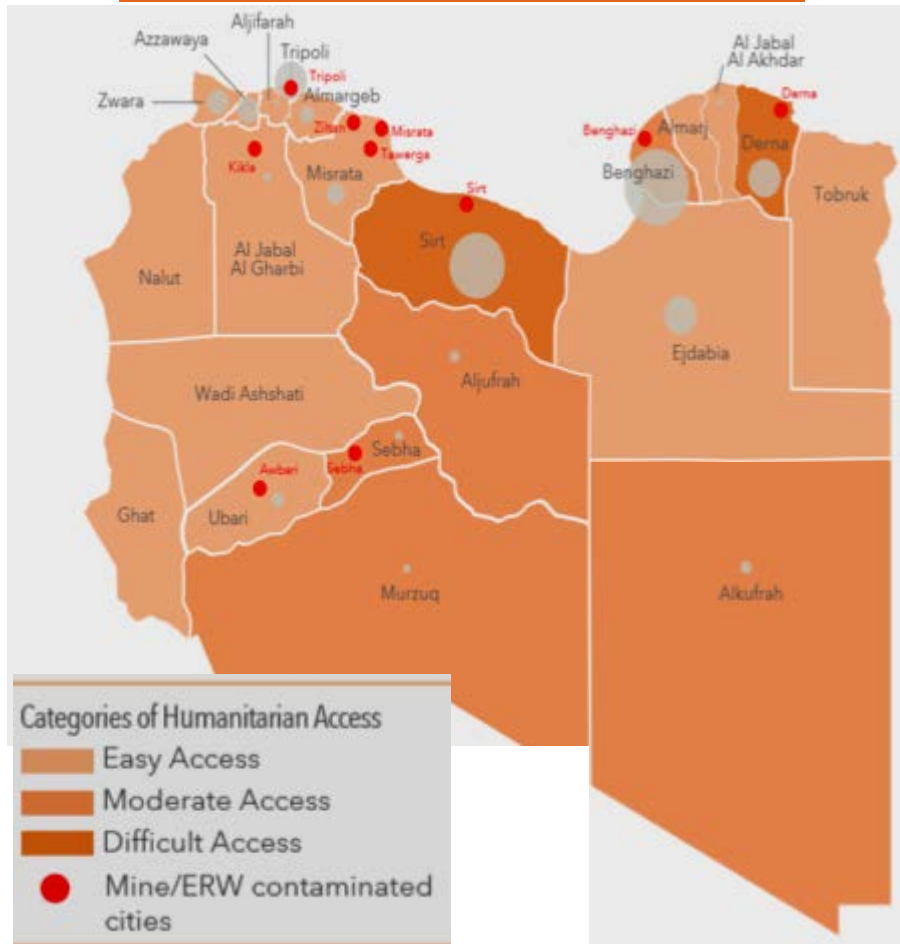 Aljifarah
Azzawaya
Tripoli
Al Jabal
Al Akhdar
Tripoli
Zwara
Almargeb
Derna
Zlitan
Misrata
Benghazi
Almarj
Kikla
Tawerga
Derna
Misrata
Benghazi
Sirt
Tobruk
Sirt
Al Jabal
Al Gharbi
Nalut
Ejdabia
Aljufrah
Wadi Ashshati
Sebha
Awbari
Sebha
Ghat
Ubari
Murzuq
Alkufrah
Categories of Humanitarian Access
Easy Access
Moderate Access
Difficult Access
Mine/ERW contaminated
cities